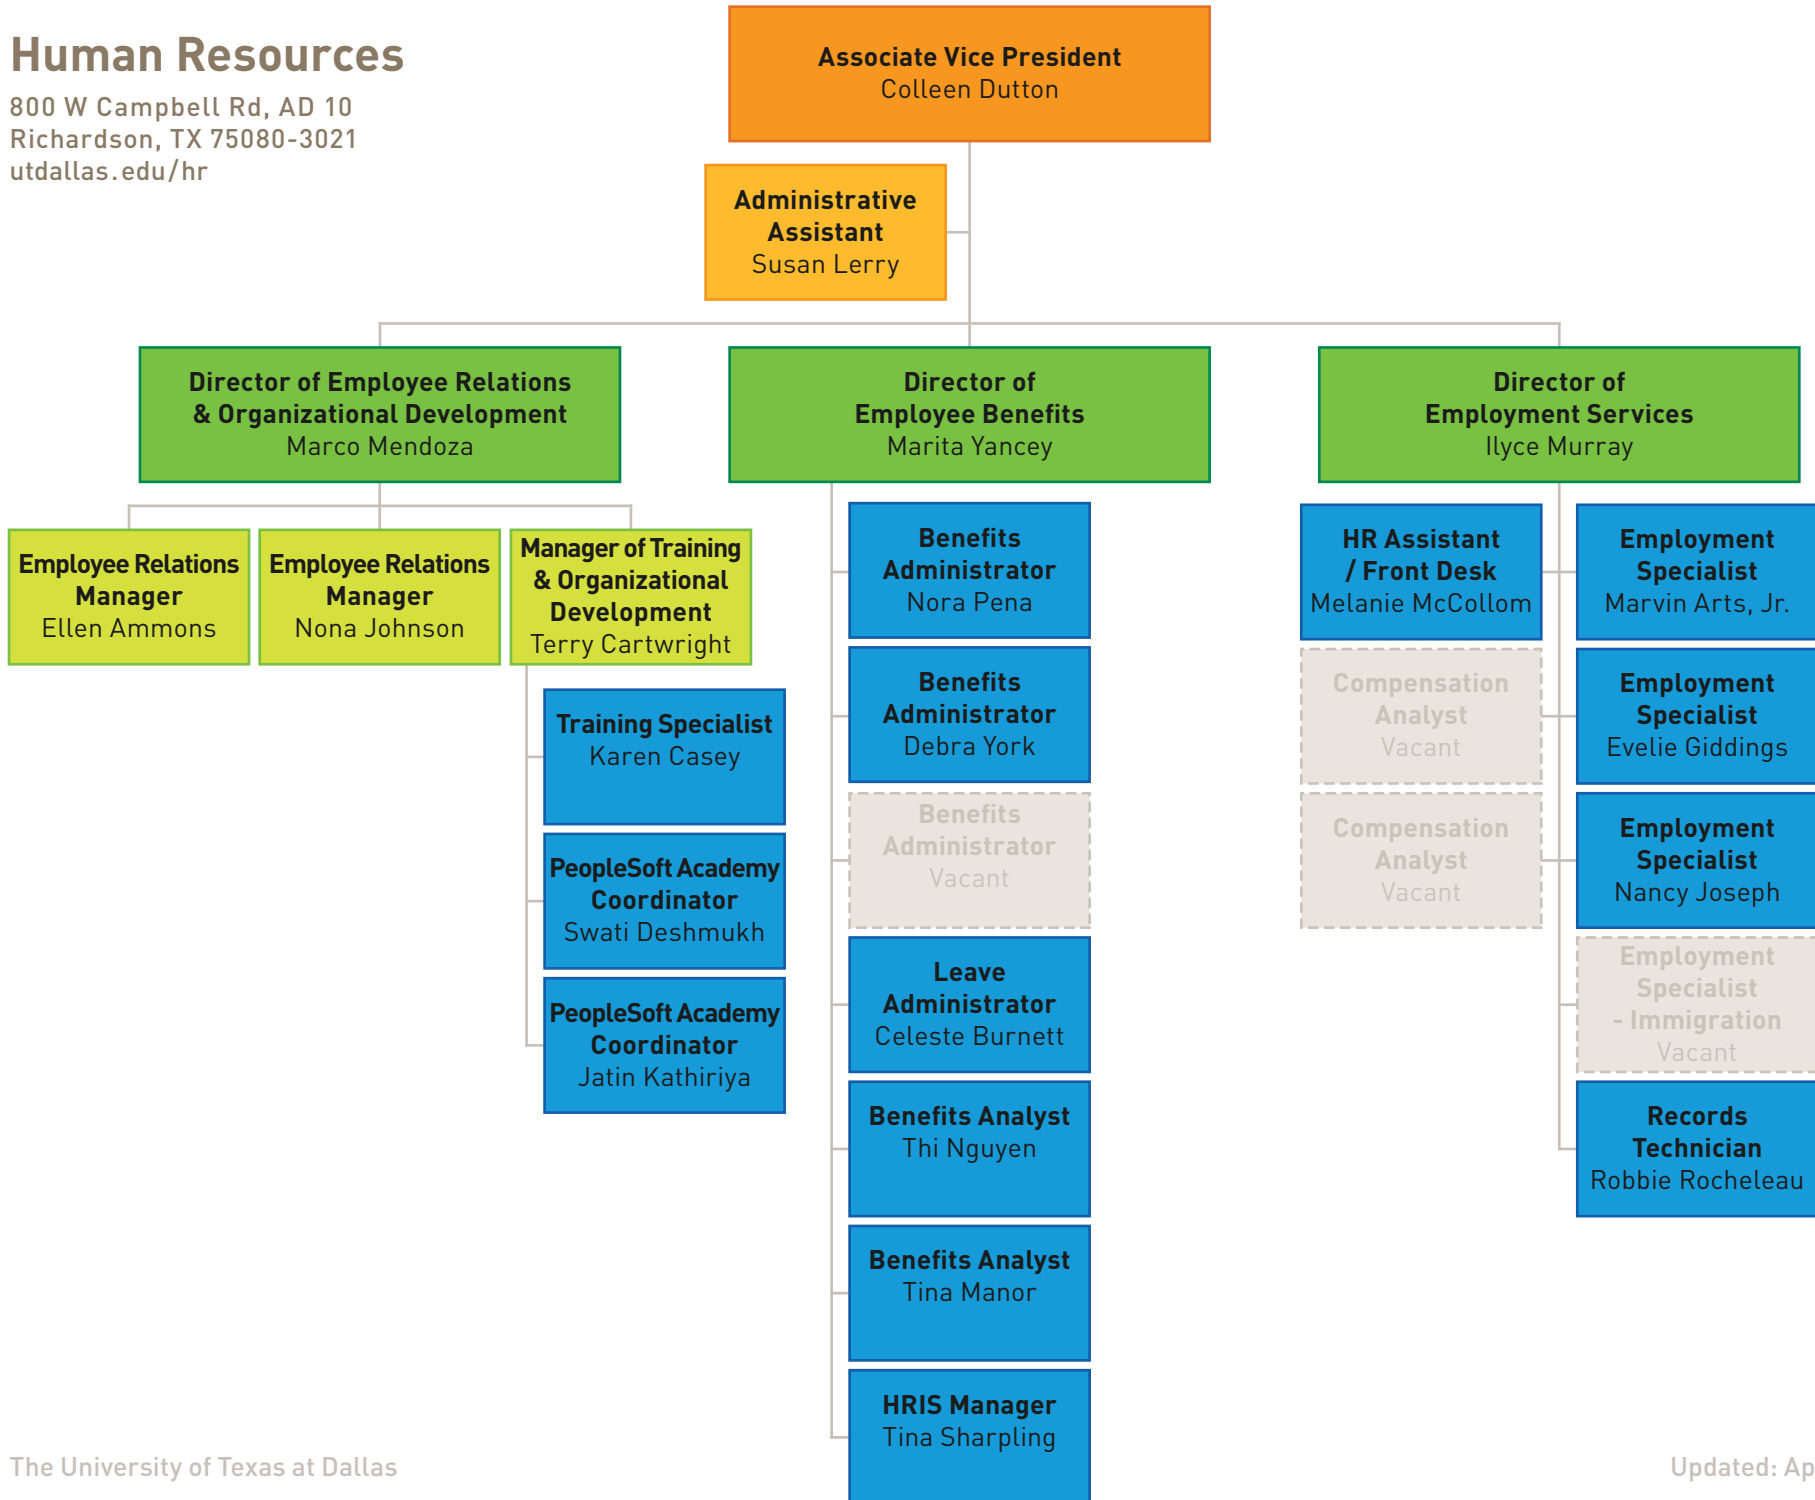 Human Resources
800 W Campbell Rd, AD 10
Richardson, TX 75080-3021
utdallas.edu/hr
Associate Vice President
Colleen Dutton
Administrative
Assistant
Susan Lerry
Director of Employee Relations
& Organizational Development
Marco Mendoza
Director of
Employee Benefits
Marita Yancey
Director of
Employment Services
Ilyce Murray
Employee Relations
Manager
Ellen Ammons
Employee Relations
Manager
Nona Johnson
Manager of Training
& Organizational
Development
Terry Cartwright
Training Specialist
Karen Casey
PeopleSoft Academy
Coordinator
Swati Deshmukh
PeopleSoft Academy
Coordinator
Jatin Kathiriya
Benefits
Administrator
Nora Pena
Benefits
Administrator
Debra York
Benefits
Administrator
Vacant
Leave
Administrator
Celeste Burnett
Benefits Analyst
Thi Nguyen
Benefits Analyst
Tina Manor
HRIS Manager
Tina Sharpling
HR Assistant
/ Front Desk
Melanie McCollom
Compensation
Analyst
Vacant
Compensation
Analyst
Vacant
Employment
Specialist
Marvin Arts, Jr.
Employment
Specialist
Evelie Giddings
Employment
Specialist
Nancy Joseph
Employment
Specialist
- Immigration
Vacant
Records
Technician
Robbie Rocheleau
The University of Texas at Dallas
Updated: Ap